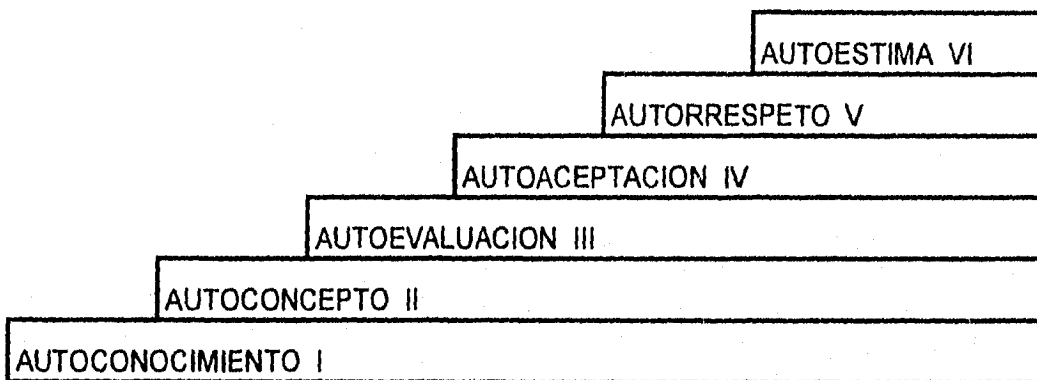 AUTOESTIMA VI
AUTORRESPETO V
AUTOACEPTACION IV
AUTOEVALUACION III
AUTOCONCEPTO II
AUTOCONOCIMIENTO I